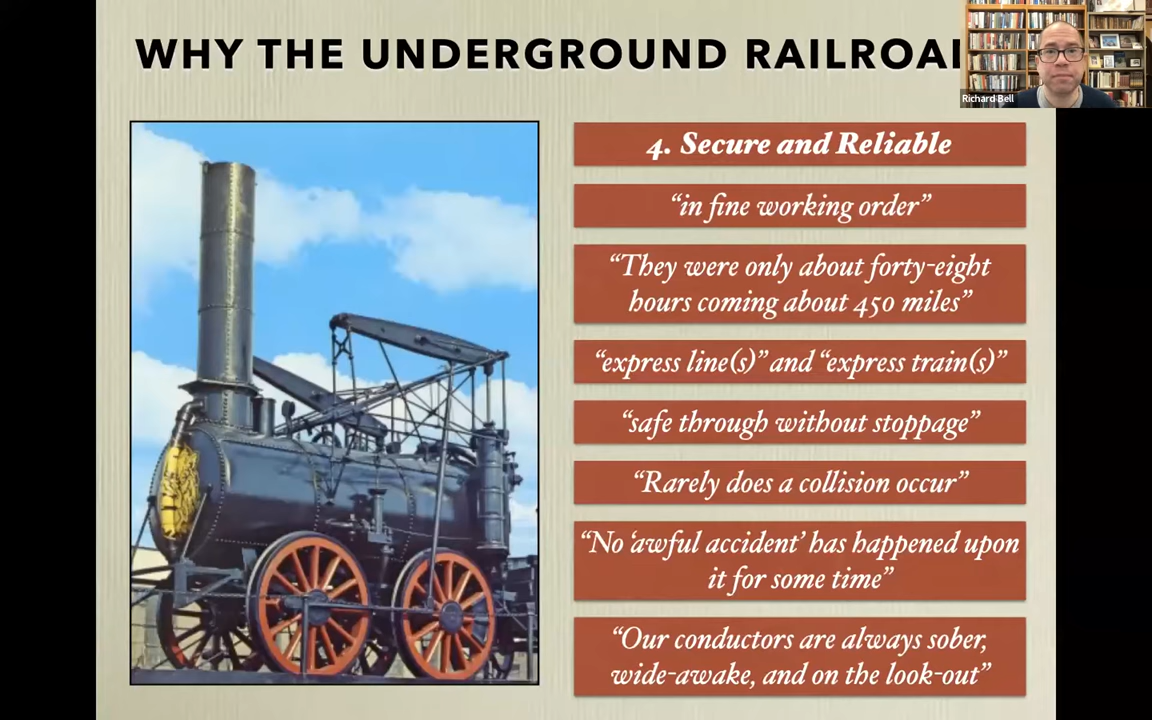 WHY THE UNDERGROUND RAILROA
Richard Bell
4. Secure and Reliable
“in fine working order”
“They were only about forty-eight
hours coming about 450 miles”
“express line(s)” and “express train(s)”
“safe through without stoppage”
“Rarely does a collision occur”
“No ‘awful accident’ has happened upon
it for some time”
“Our conductors are always sober,
wide-awake, and on the look-out”